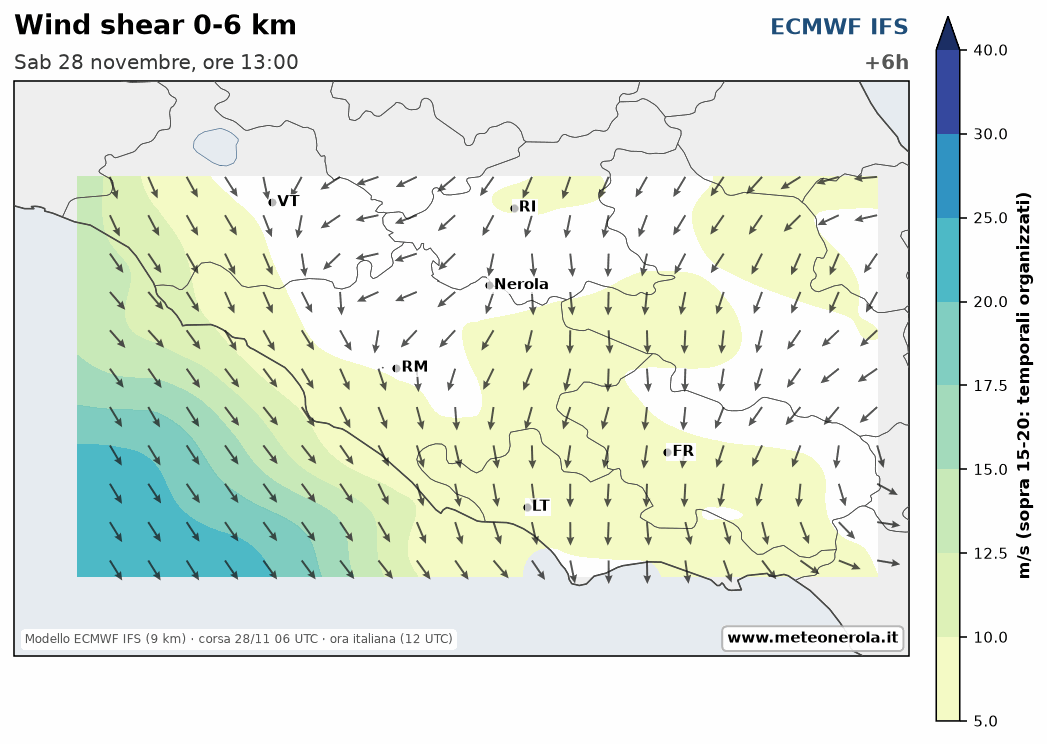 Wind shear 0-6 km
ECMWF IFS
Sab 28 novembre, ore 13:00
+6h
VT
RI
Nerola
RM
FR
LT
Modello ECMWF IFS (9 km) · corsa 28/11 06 UTC · ora italiana (12 UTC)
www.meteonerola.it
40.0
30.0
25.0
20.0
17.5
15.0
12.5
10.0
5.0
m/s (sopra 15-20: temporali organizzati)